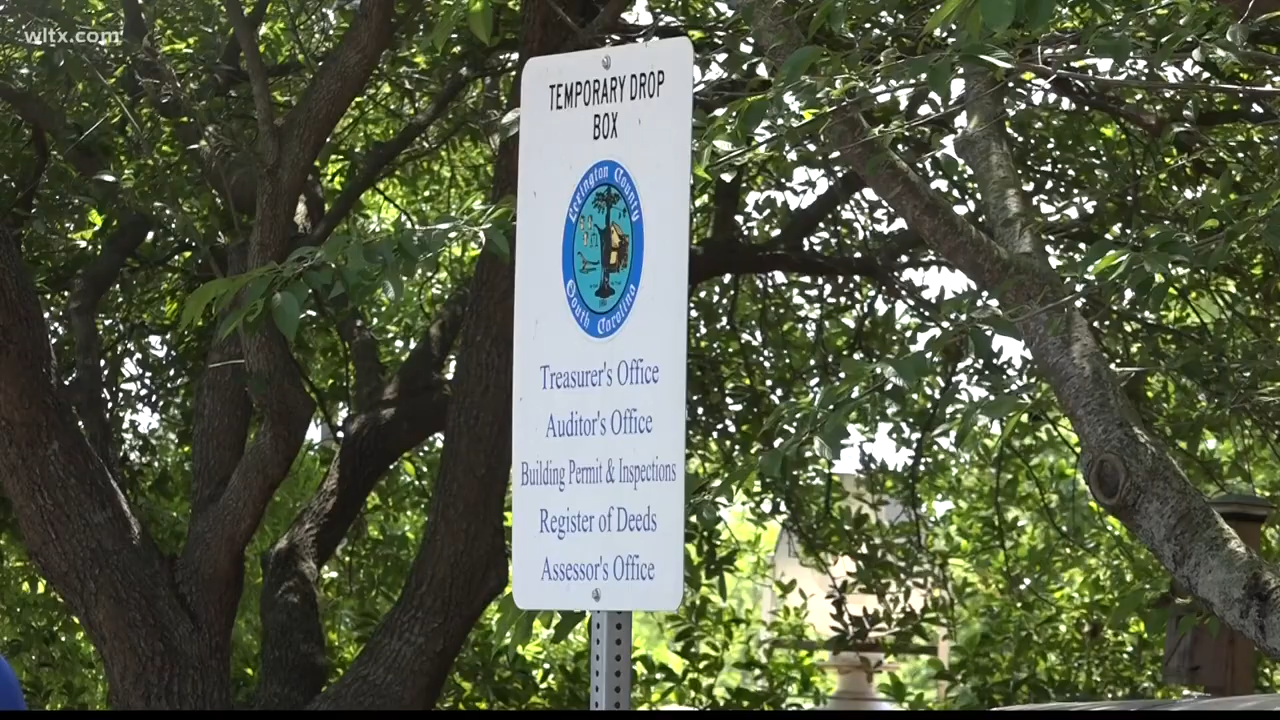 wltx.com
TEMPORARY DROP
BOX
Lexington County
South Carolina
Treasurer's Office
Auditor's Office
Building Permit & Inspections
Register of Deeds
Assessor's Office